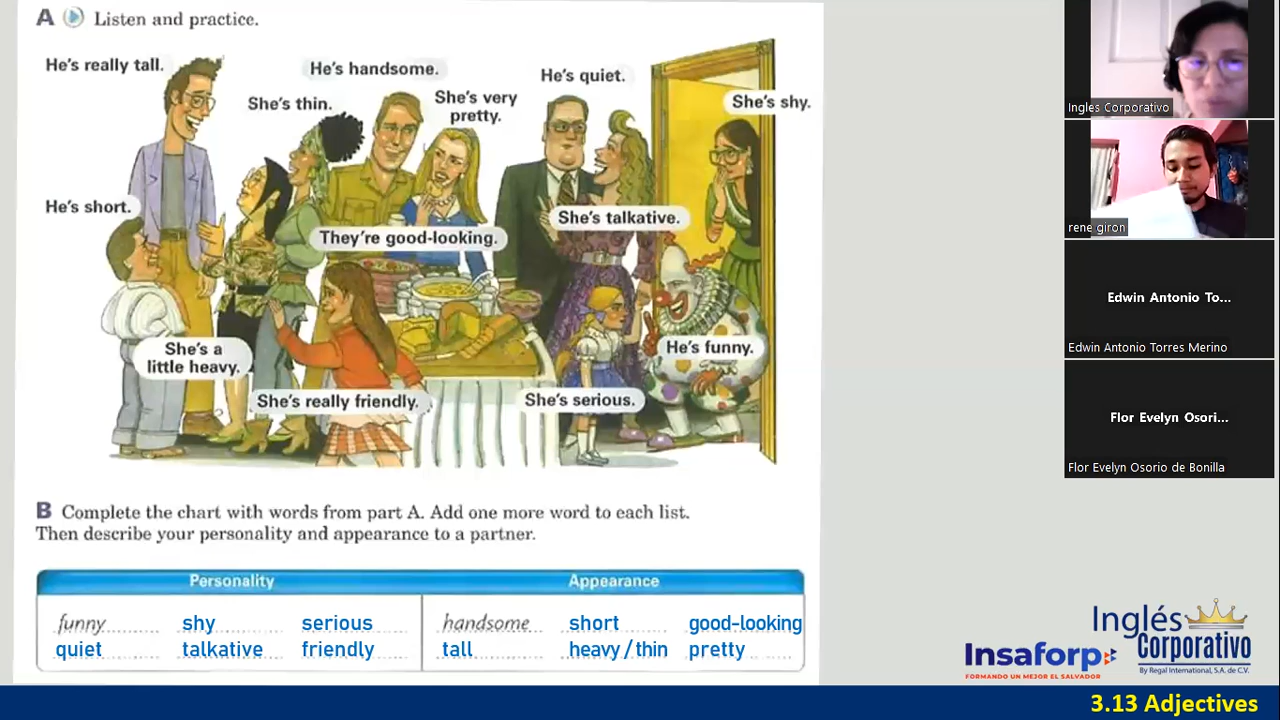 A Listen and practice.
He's really tall.
He's handsome.
He's quiet.
She's thin.
She's very
pretty.
She's shy.
He's short.
She's talkative.
They're good-looking.
She's a
little heavy.
He's funny.
She's really friendly.
She's serious.
B Complete the chart with words from part A. Add one more word to each list.
Then describe your personality and appearance to a partner.
Personality Appearance
funny shy serious handsome short good-looking
quiet talkative friendly tall heavy/thin pretty
Ingles Corporativo
rene giron
Edwin Antonio To...
Edwin Antonio Torres Merino
Flor Evelyn Osori...
Flor Evelyn Osorio de Bonilla
Insaforp
FORMANDO UN MEJOR EL SALVADOR
Inglés
Corporativo
By Regal International, S.A. de C.V.
3.13 Adjectives